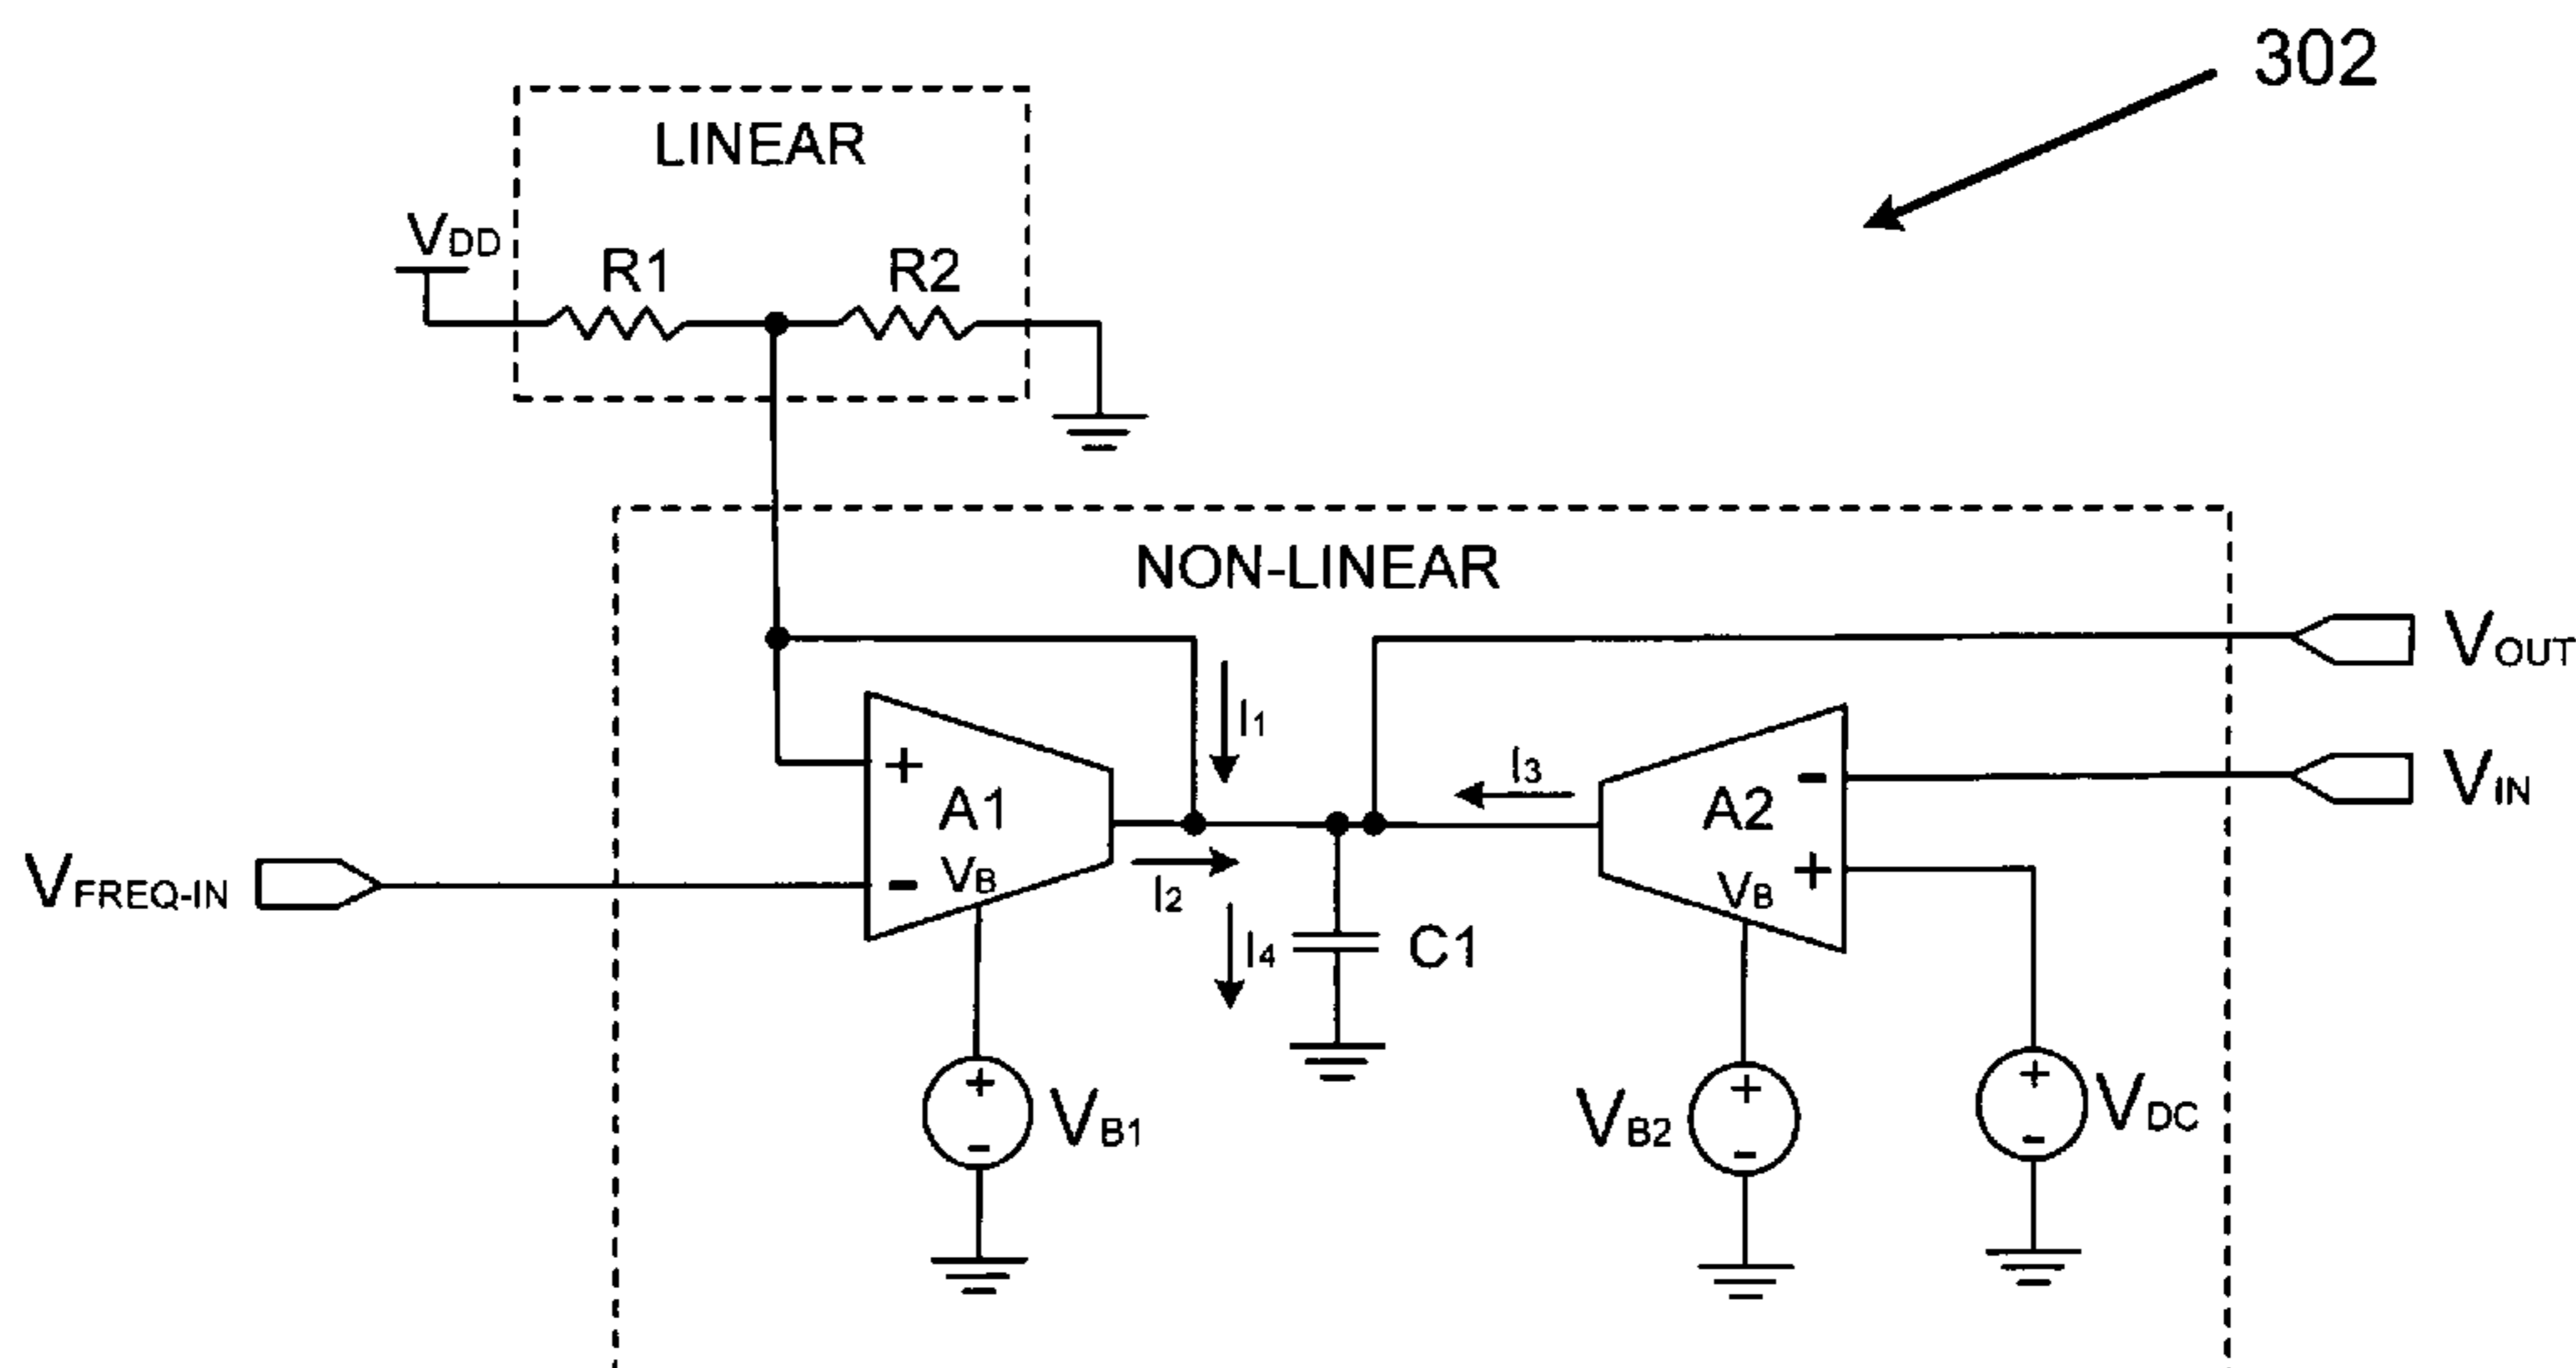 302
LINEAR
VDD
R1
R2
NON-LINEAR
VOUT
I1
+
A1
VB
-
I3
-
A2
+
VB
VIN
VFREQ-IN
I2
I4
C1
+
-
VB1
VB2
+
-
+
-
VDC